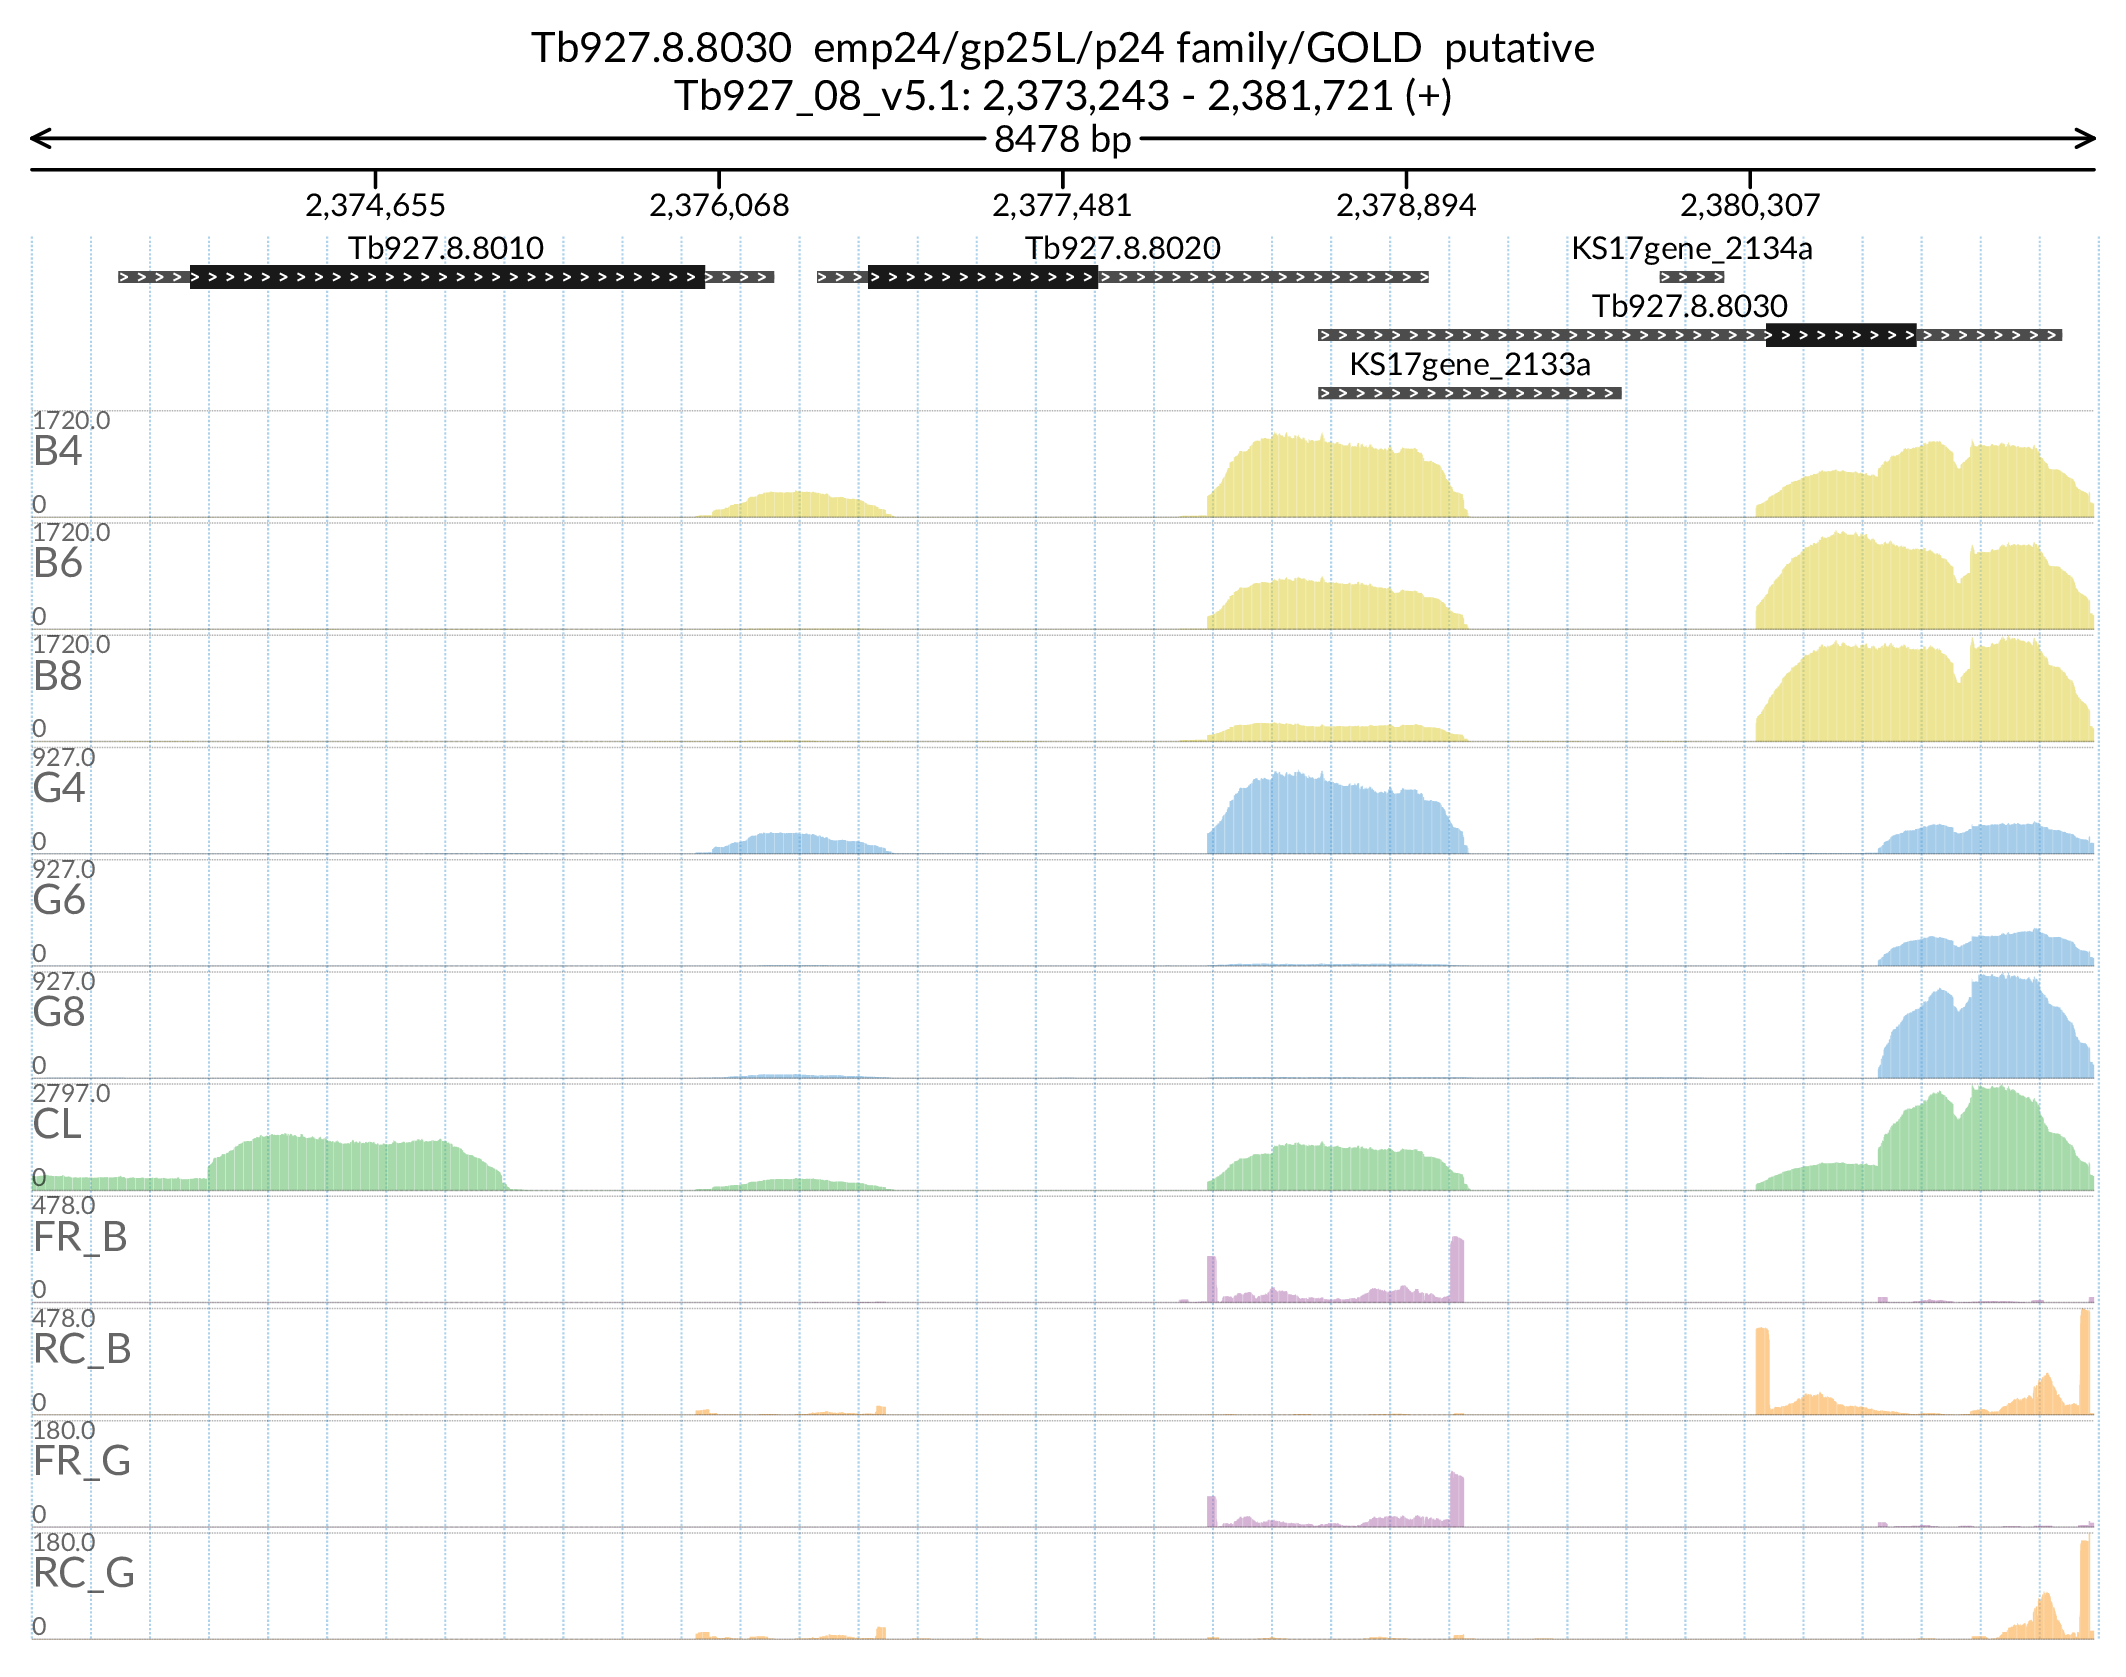 Tb927.8.8030 emp24/gp25L/p24 family/GOLD putative
Tb927_08_v5.1: 2,373,243 - 2,381,721 (+)
8478 bp
2,374,655 2,376,068 2,377,481 2,378,894 2,380,307
Tb927.8.8010 Tb927.8.8020 KS17gene_2134a
Tb927.8.8030
KS17gene_2133a
1720.0
B4
0
1720.0
B6
0
1720.0
B8
0
927.0
G4
0
927.0
G6
0
927.0
G8
0
2797.0
CL
0
478.0
FR_B
0
478.0
RC_B
0
180.0
FR_G
0
180.0
RC_G
0